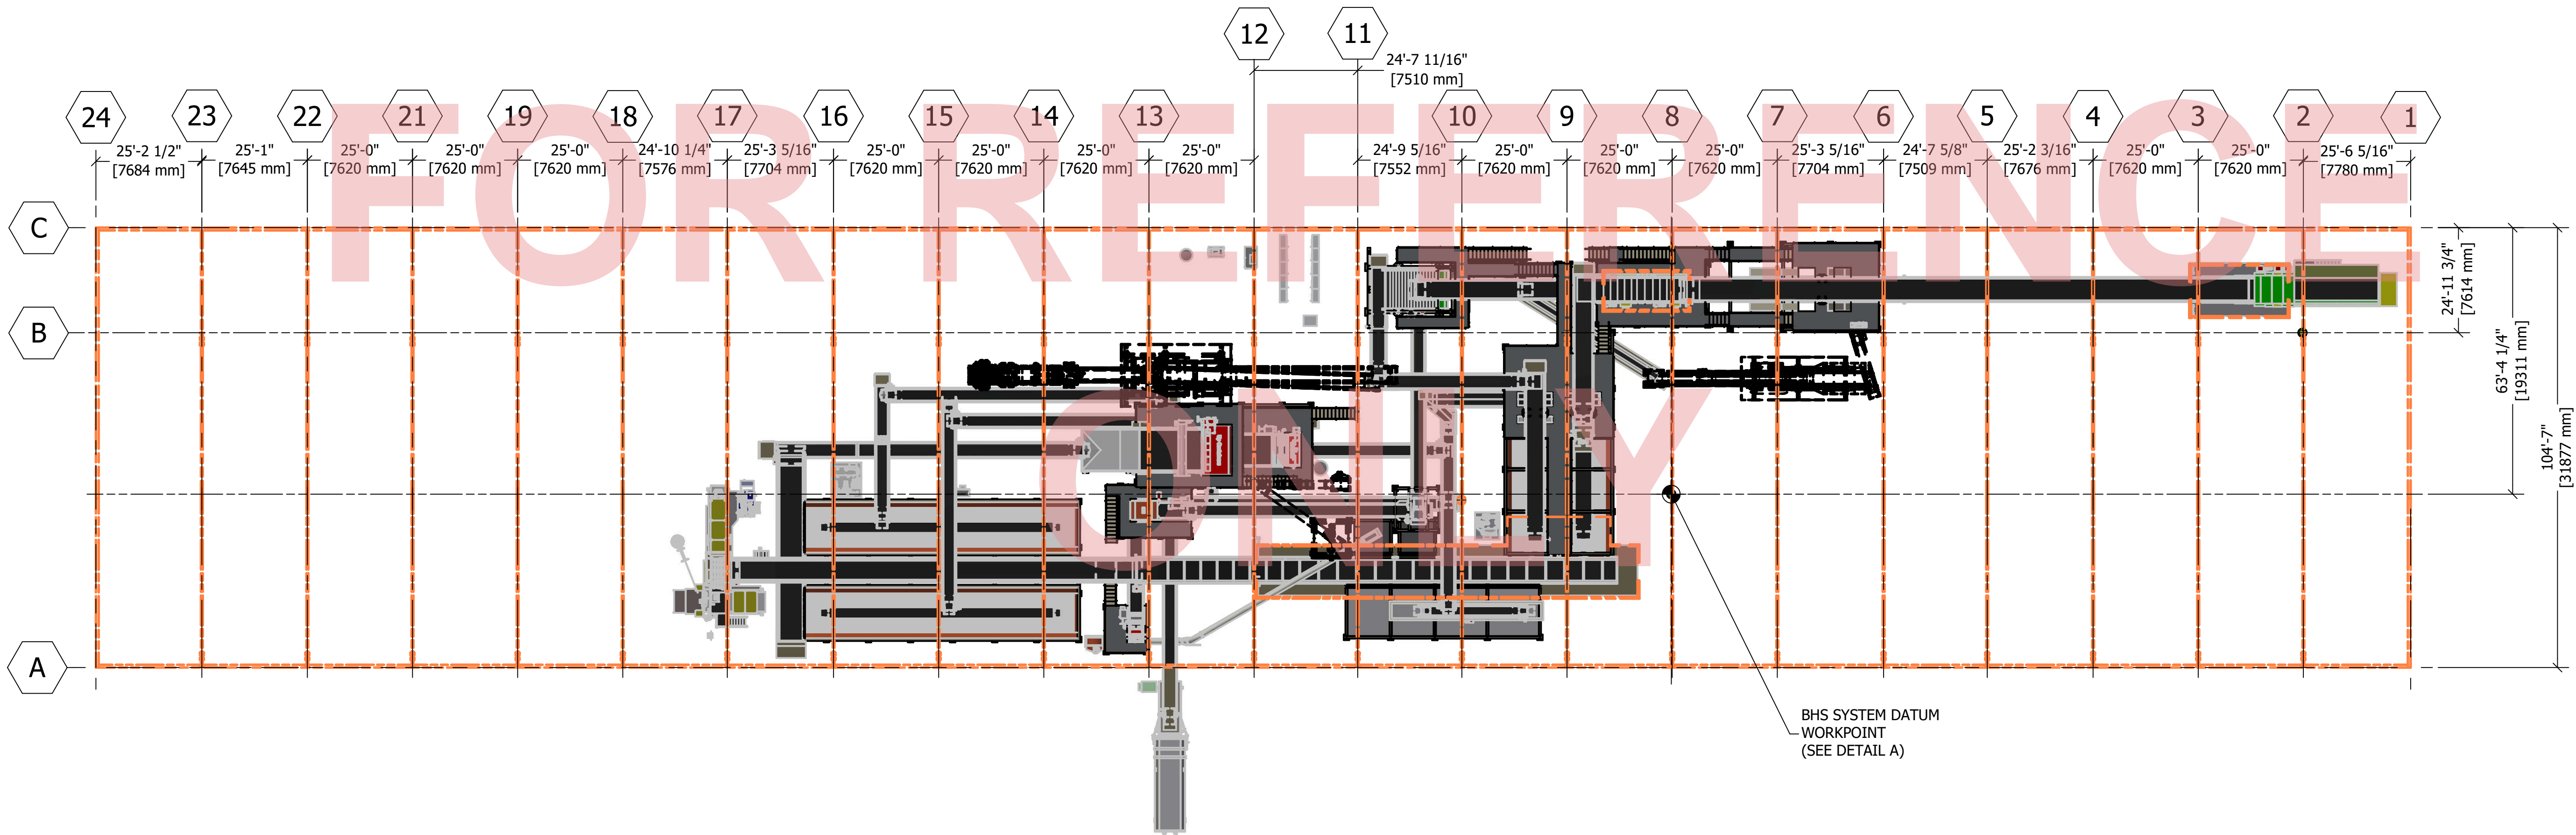 12
11
24'-7 11/16"
[7510 mm]
24
23
22
21
19
18
17
16
15
14
13
10
9
8
7
6
5
4
3
2
1
25'-2 1/2"
[7684 mm]
25'-1"
[7645 mm]
25'-0"
[7620 mm]
25'-0"
[7620 mm]
25'-0"
[7620 mm]
24'-10 1/4"
[7576 mm]
25'-3 5/16"
[7704 mm]
25'-0"
[7620 mm]
25'-0"
[7620 mm]
25'-0"
[7620 mm]
25'-0"
[7620 mm]
24'-9 5/16"
[7552 mm]
25'-0"
[7620 mm]
25'-0"
[7620 mm]
25'-0"
[7620 mm]
25'-3 5/16"
[7704 mm]
24'-7 5/8"
[7509 mm]
25'-2 3/16"
[7676 mm]
25'-0"
[7620 mm]
25'-0"
[7620 mm]
25'-6 5/16"
[7780 mm]
FOR REFERENCE
ONLY
C
B
A
24'-11 3/4"
[7614 mm]
63'-4 1/4"
[19311 mm]
104'-7"
[31877 mm]
BHS SYSTEM DATUM
WORKPOINT
(SEE DETAIL A)